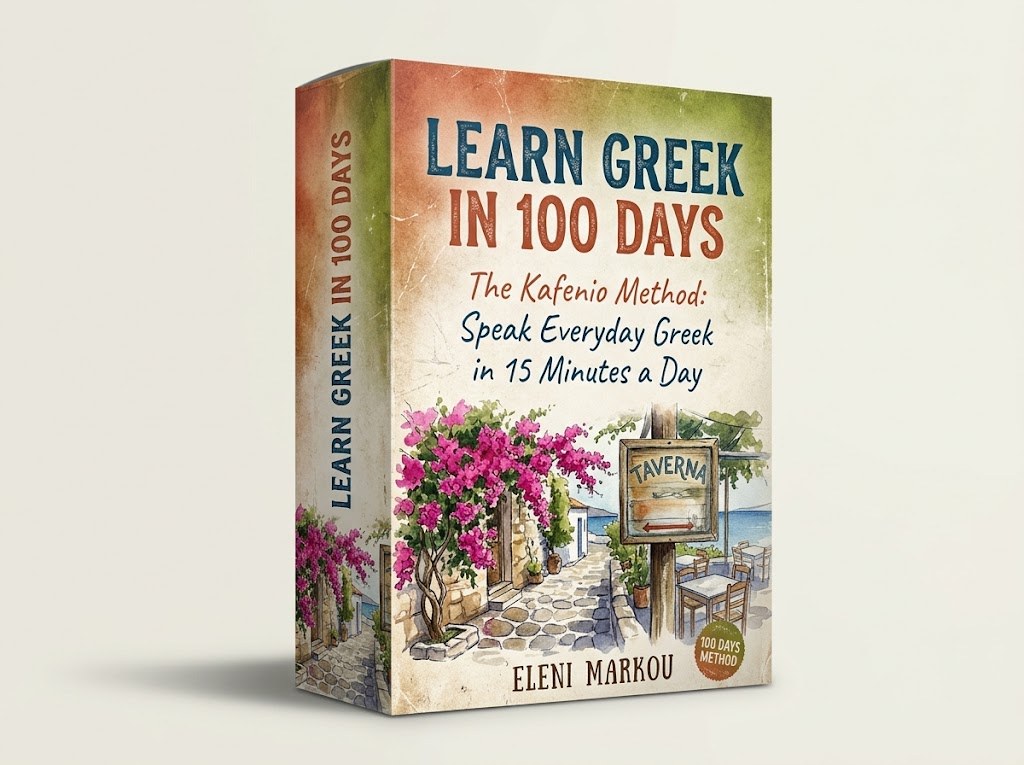 LEARN GREEK IN 100 DAYS
LEARN GREEK
IN 100 DAYS
The Kafenio Method:
Speak Everyday Greek
in 15 Minutes a Day
TAVERNA
ELENI MARKOU
100 DAYS
METHOD